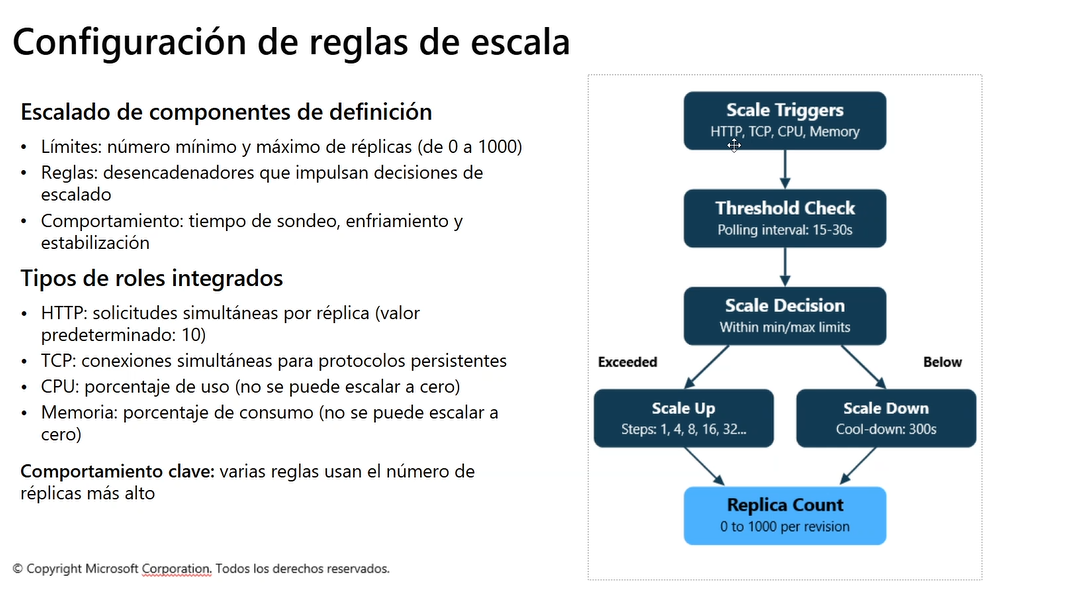 Configuración de reglas de escala
Escalado de componentes de definición
• Límites: número mínimo y máximo de réplicas (de 0 a 1000)
• Reglas: desencadenadores que impulsan decisiones de
escalado
• Comportamiento: tiempo de sondeo, enfriamiento y
estabilización
Tipos de roles integrados
• HTTP: solicitudes simultáneas por réplica (valor
predeterminado: 10)
• TCP: conexiones simultáneas para protocolos persistentes
• CPU: porcentaje de uso (no se puede escalar a cero)
• Memoria: porcentaje de consumo (no se puede escalar a
cero)
Comportamiento clave: varias reglas usan el número de
réplicas más alto
© Copyright Microsoft Corporation. Todos los derechos reservados.
Scale Triggers
HTTP, TCP, CPU, Memory
Threshold Check
Polling interval: 15-30s
Scale Decision
Within min/max limits
Exceeded
Below
Scale Up
Steps: 1, 4, 8, 16, 32...
Scale Down
Cool-down: 300s
Replica Count
0 to 1000 per revision